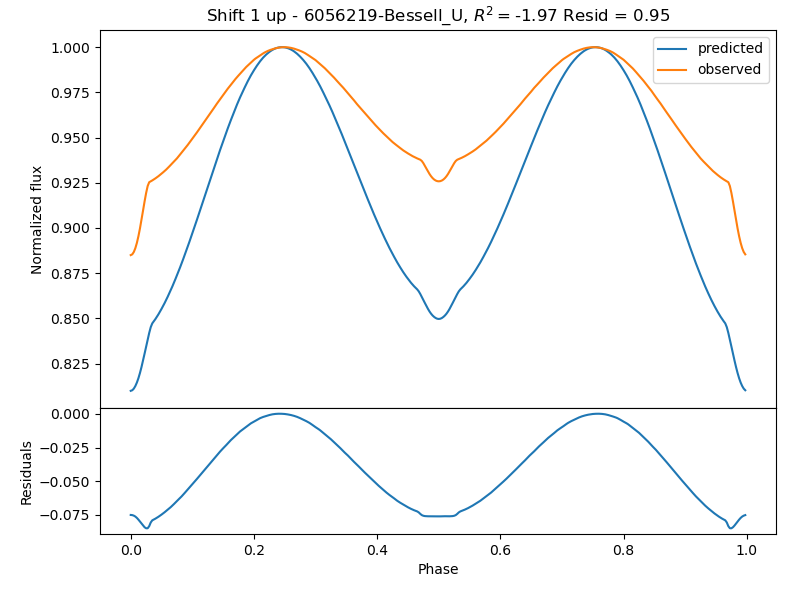 Shift 1 up - 6056219-Bessell_U, $R^2 =$ -1.97 Resid = 0.95
predicted
observed
Normalized flux
1.000
0.975
0.950
0.925
0.900
0.875
0.850
0.825
Residuals
0.000
−0.025
−0.050
−0.075
0.0 0.2 0.4 0.6 0.8 1.0
Phase